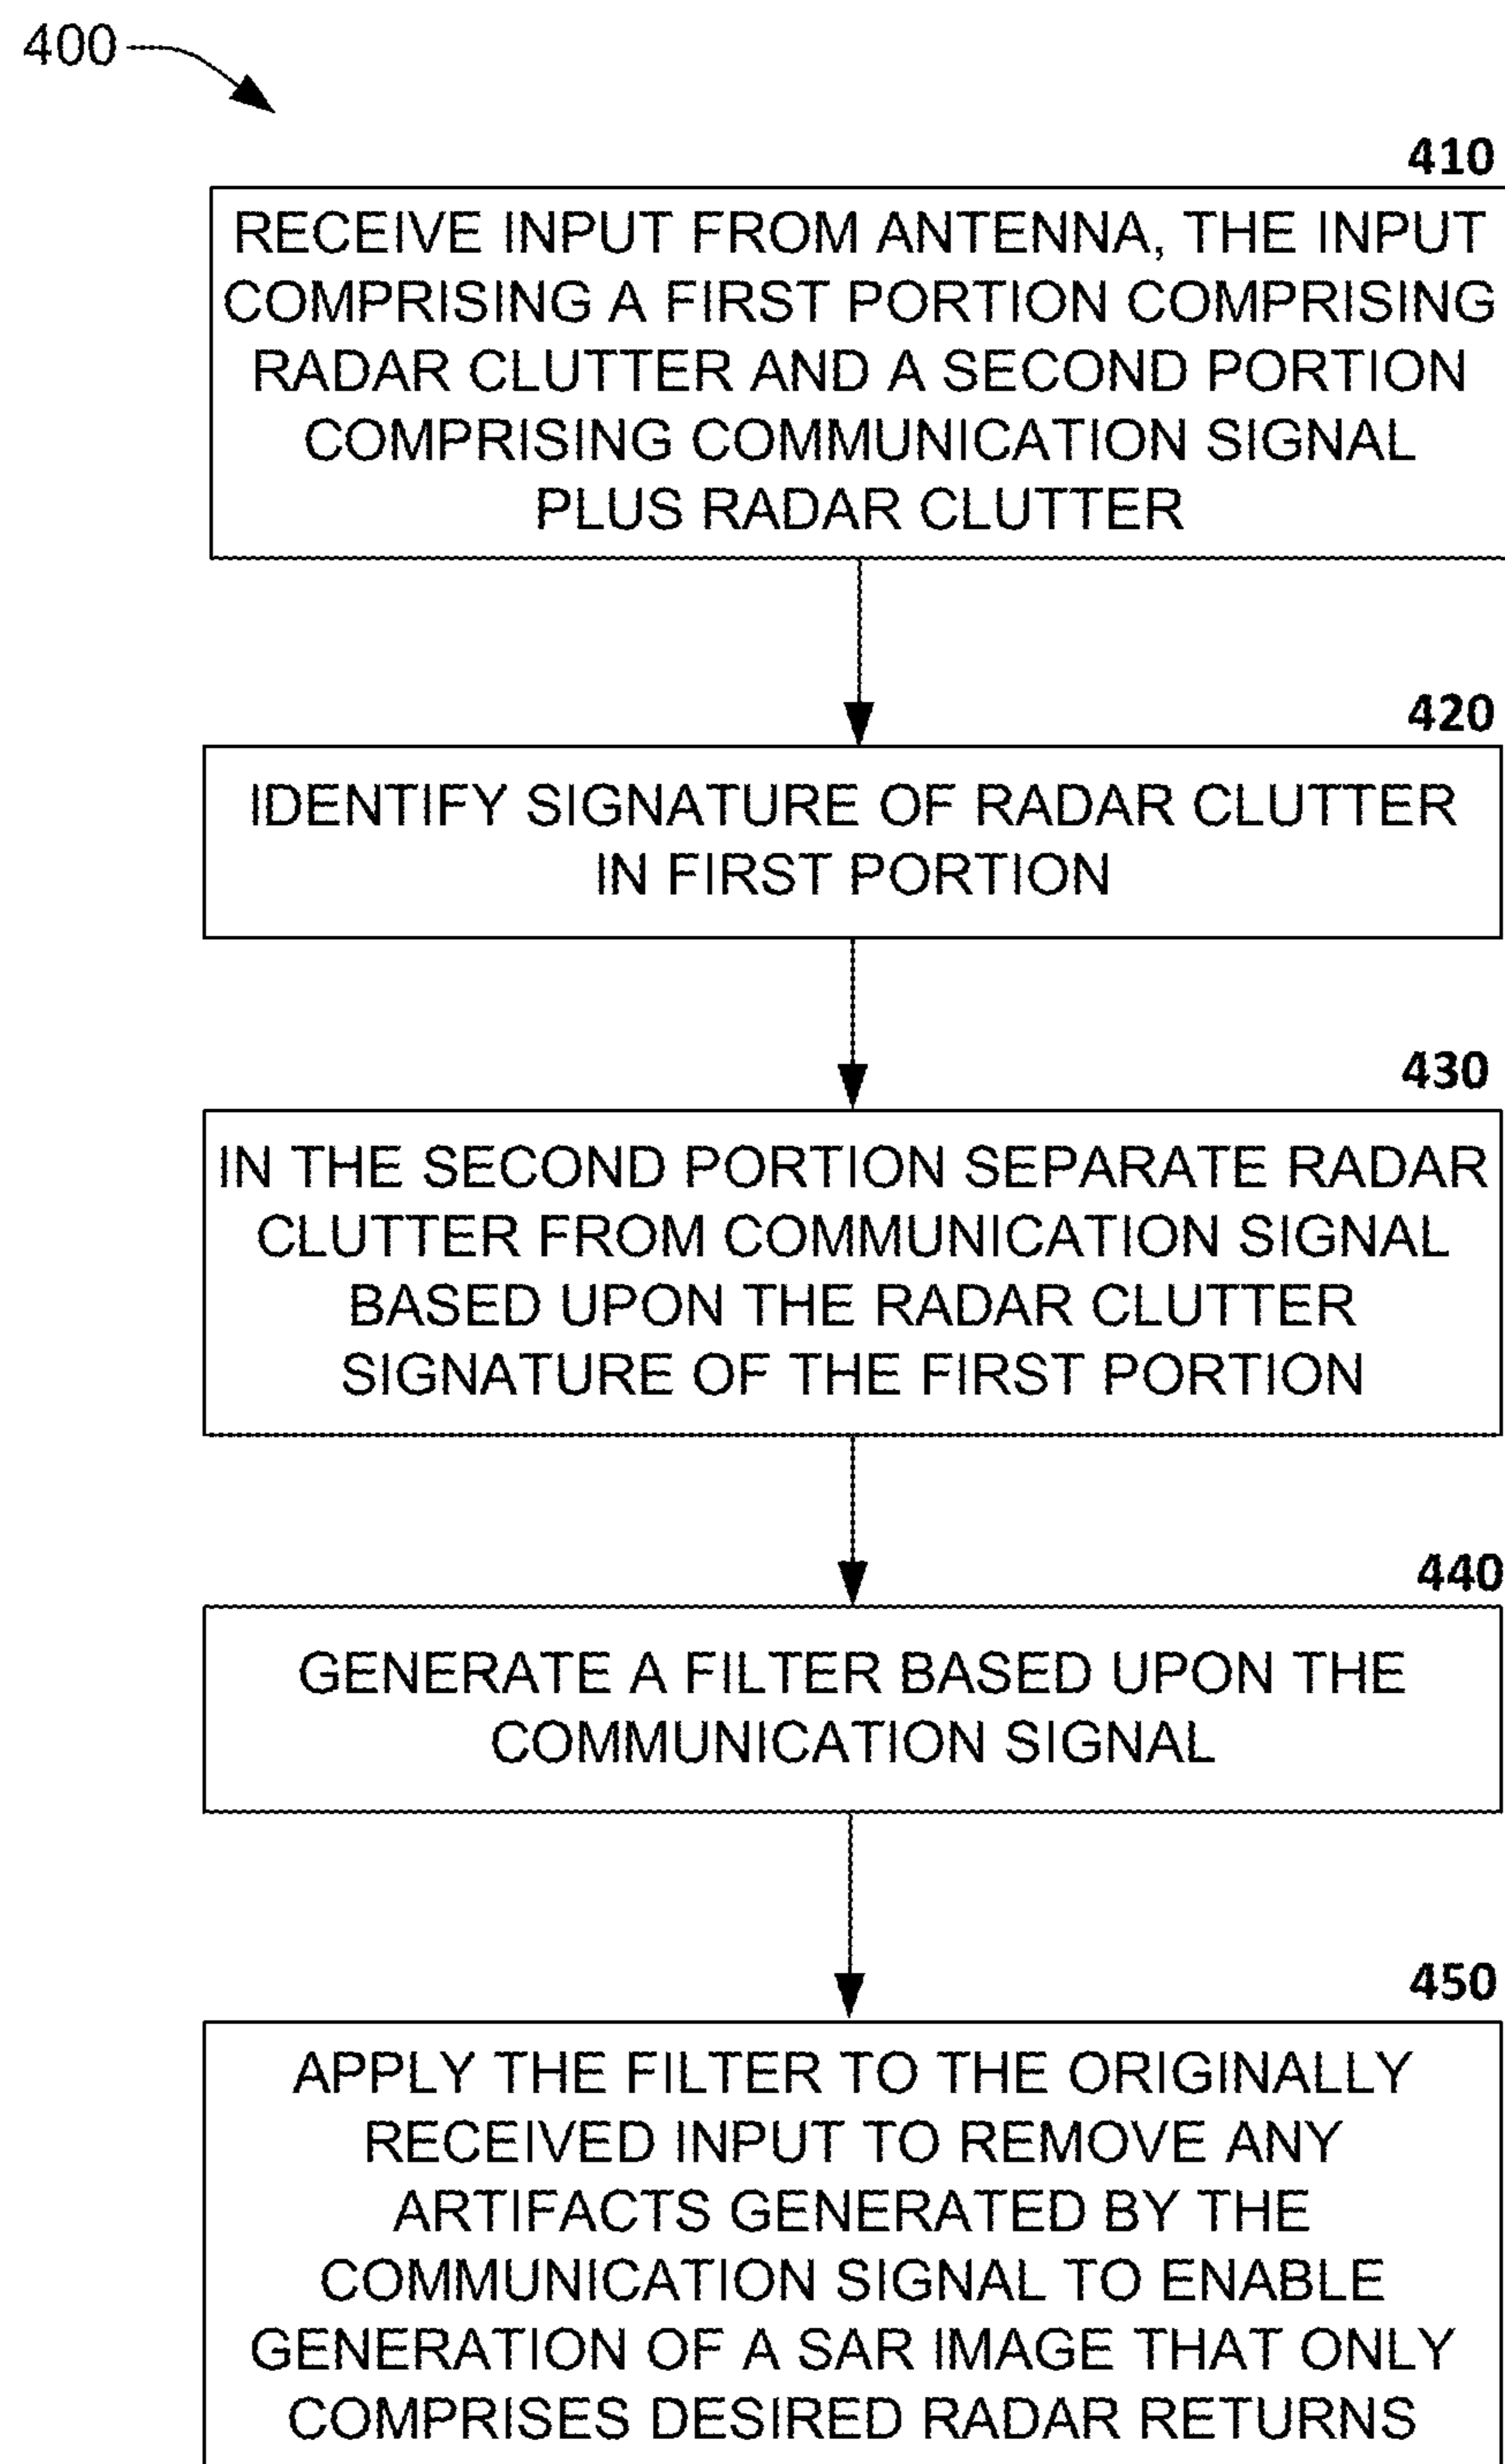 400
410
RECEIVE INPUT FROM ANTENNA, THE INPUT
COMPRISING A FIRST PORTION COMPRISING
RADAR CLUTTER AND A SECOND PORTION
COMPRISING COMMUNICATION SIGNAL
PLUS RADAR CLUTTER
420
IDENTIFY SIGNATURE OF RADAR CLUTTER
IN FIRST PORTION
430
IN THE SECOND PORTION SEPARATE RADAR
CLUTTER FROM COMMUNICATION SIGNAL
BASED UPON THE RADAR CLUTTER
SIGNATURE OF THE FIRST PORTION
440
GENERATE A FILTER BASED UPON THE
COMMUNICATION SIGNAL
450
APPLY THE FILTER TO THE ORIGINALLY
RECEIVED INPUT TO REMOVE ANY
ARTIFACTS GENERATED BY THE
COMMUNICATION SIGNAL TO ENABLE
GENERATION OF A SAR IMAGE THAT ONLY
COMPRISES DESIRED RADAR RETURNS